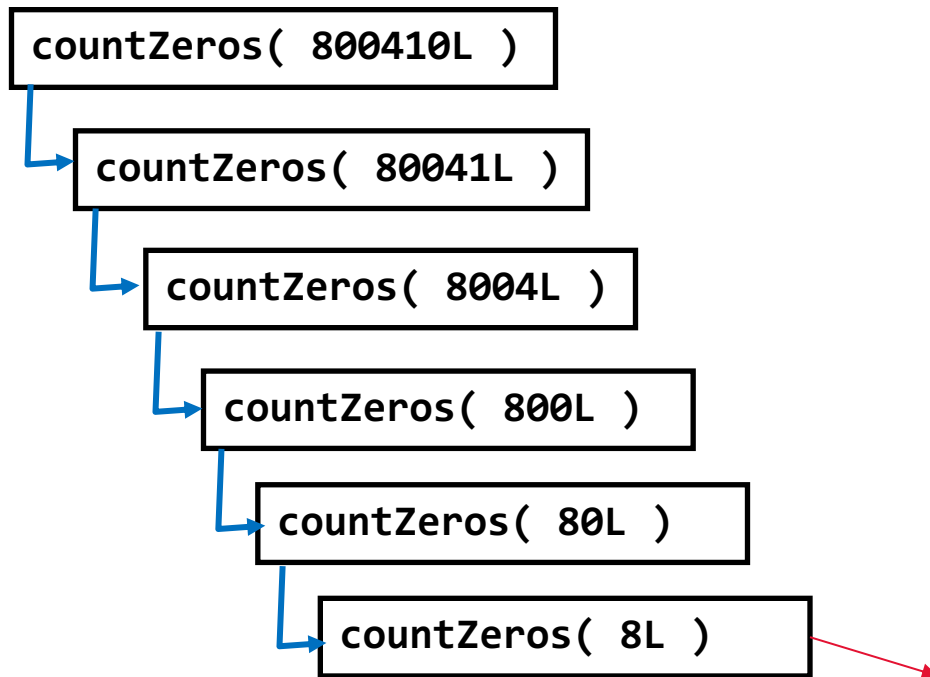 countZeros( 800410L )
countZeros( 80041L )
countZeros( 8004L )
countZeros( 800L )
countZeros( 80L )
countZeros( 8L )